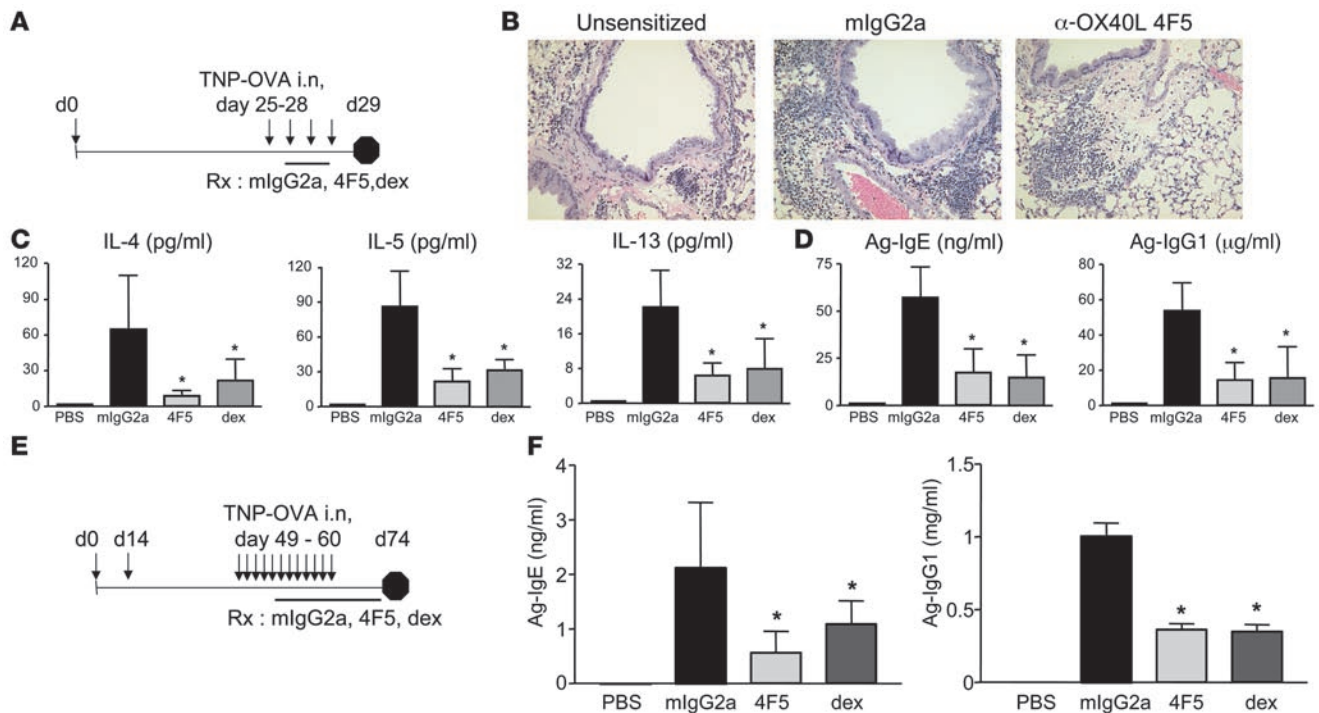 A
TNP-OVA i.n,
d0 day 25-28 d29
Rx : mIgG2a, 4F5,dex
B
Unsensitized mIgG2a α-OX40L 4F5
C
IL-4 (pg/ml)
120
90
60
30
0
* *
PBS mIgG2a 4F5 dex
IL-5 (pg/ml)
120
90
60
30
0
* *
PBS mIgG2a 4F5 dex
IL-13 (pg/ml)
32
24
16
8
0
* *
PBS mIgG2a 4F5 dex
D
Ag-IgE (ng/ml)
75
50
25
0
* *
PBS mIgG2a 4F5 dex
Ag-IgG1 (μg/ml)
80
60
40
20
0
* *
PBS mIgG2a 4F5 dex
E
TNP-OVA i.n,
d0 d14 day 49 - 60 d74
Rx : mIgG2a, 4F5, dex
F
Ag-IgE (ng/ml)
4
3
2
1
0
* *
PBS mIgG2a 4F5 dex
Ag-IgG1 (mg/ml)
1.5
1
0.5
0
* *
PBS mIgG2a 4F5 dex